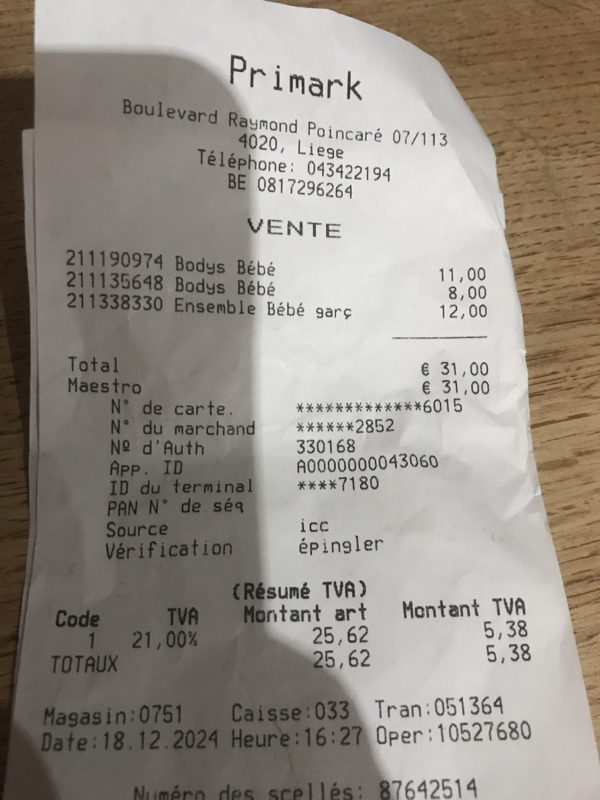 Primark
Boulevard Raymond Poincaré 07/113
4020, Liege
Téléphone: 043422194
BE 0817296264
VENTE
211190974 Bodys Bébé 11,00
211135648 Bodys Bébé 8,00
211338330 Ensemble Bébé garç 12,00
Total € 31,00
Maestro € 31,00
N° de carte. *************6015
N° du marchand ******2852
Nº d'Auth 330168
App. ID A0000000043060
ID du terminal ****7180
PAN N° de séq
Source icc
Vérification épingler
(Résumé TVA)
Code TVA Montant art Montant TVA
1 21,00% 25,62 5,38
TOTAUX 25,62 5,38
Magasin:0751 Caisse:033 Tran:051364
Date:18.12.2024 Heure:16:27 Oper:10527680
Numéro des scellés: 87642514